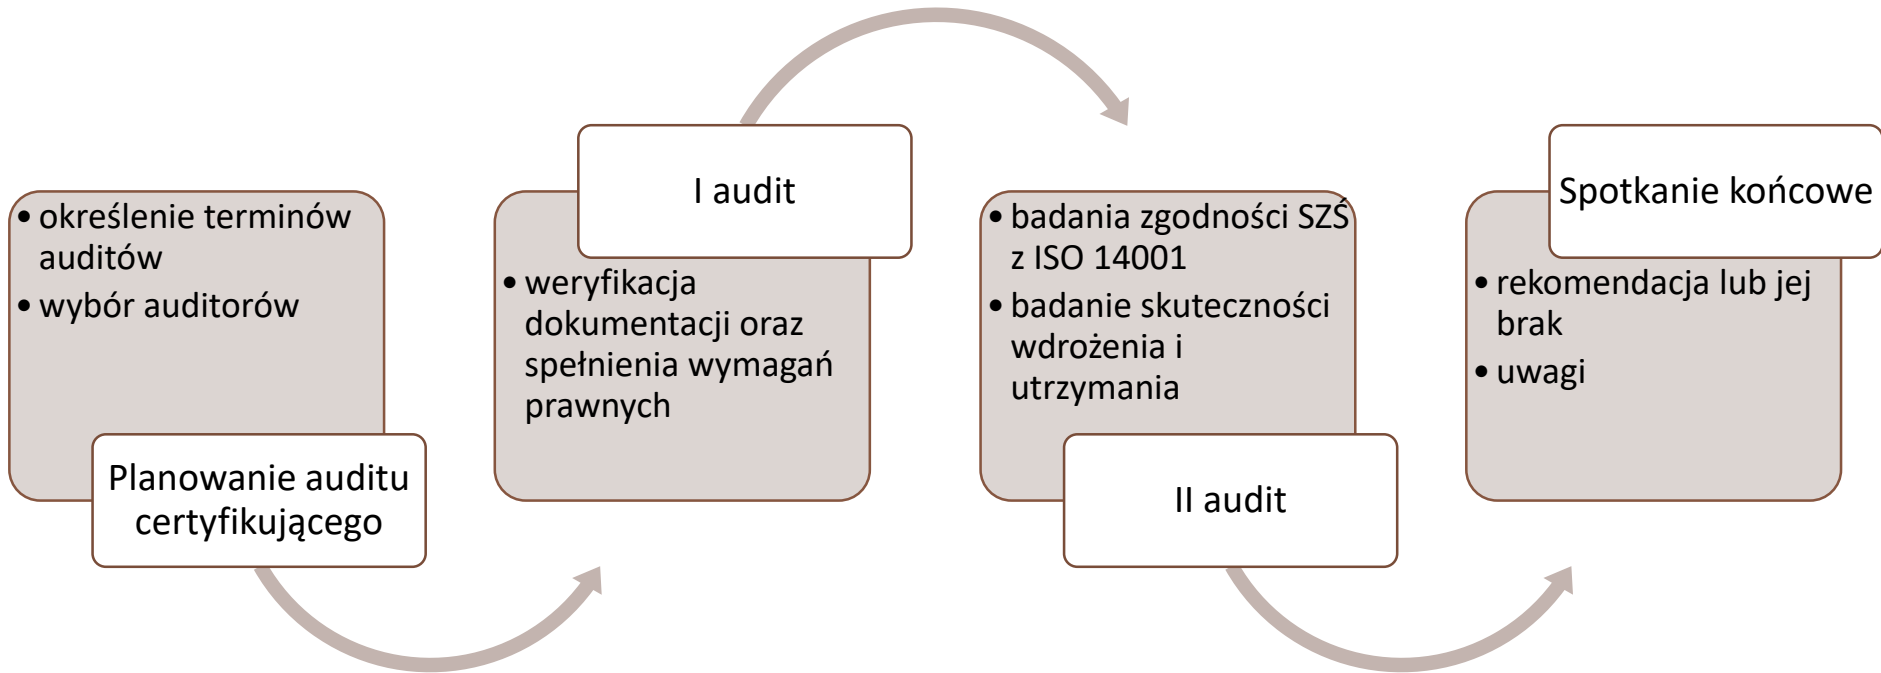 • określenie terminów
auditów
• wybór auditorów
Planowanie auditu
certyfikującego
I audit
• weryfikacja
dokumentacji oraz
spełnienia wymagań
prawnych
• badania zgodności SZŚ
z ISO 14001
• badanie skuteczności
wdrożenia i
utrzymania
II audit
Spotkanie końcowe
• rekomendacja lub jej
brak
• uwagi